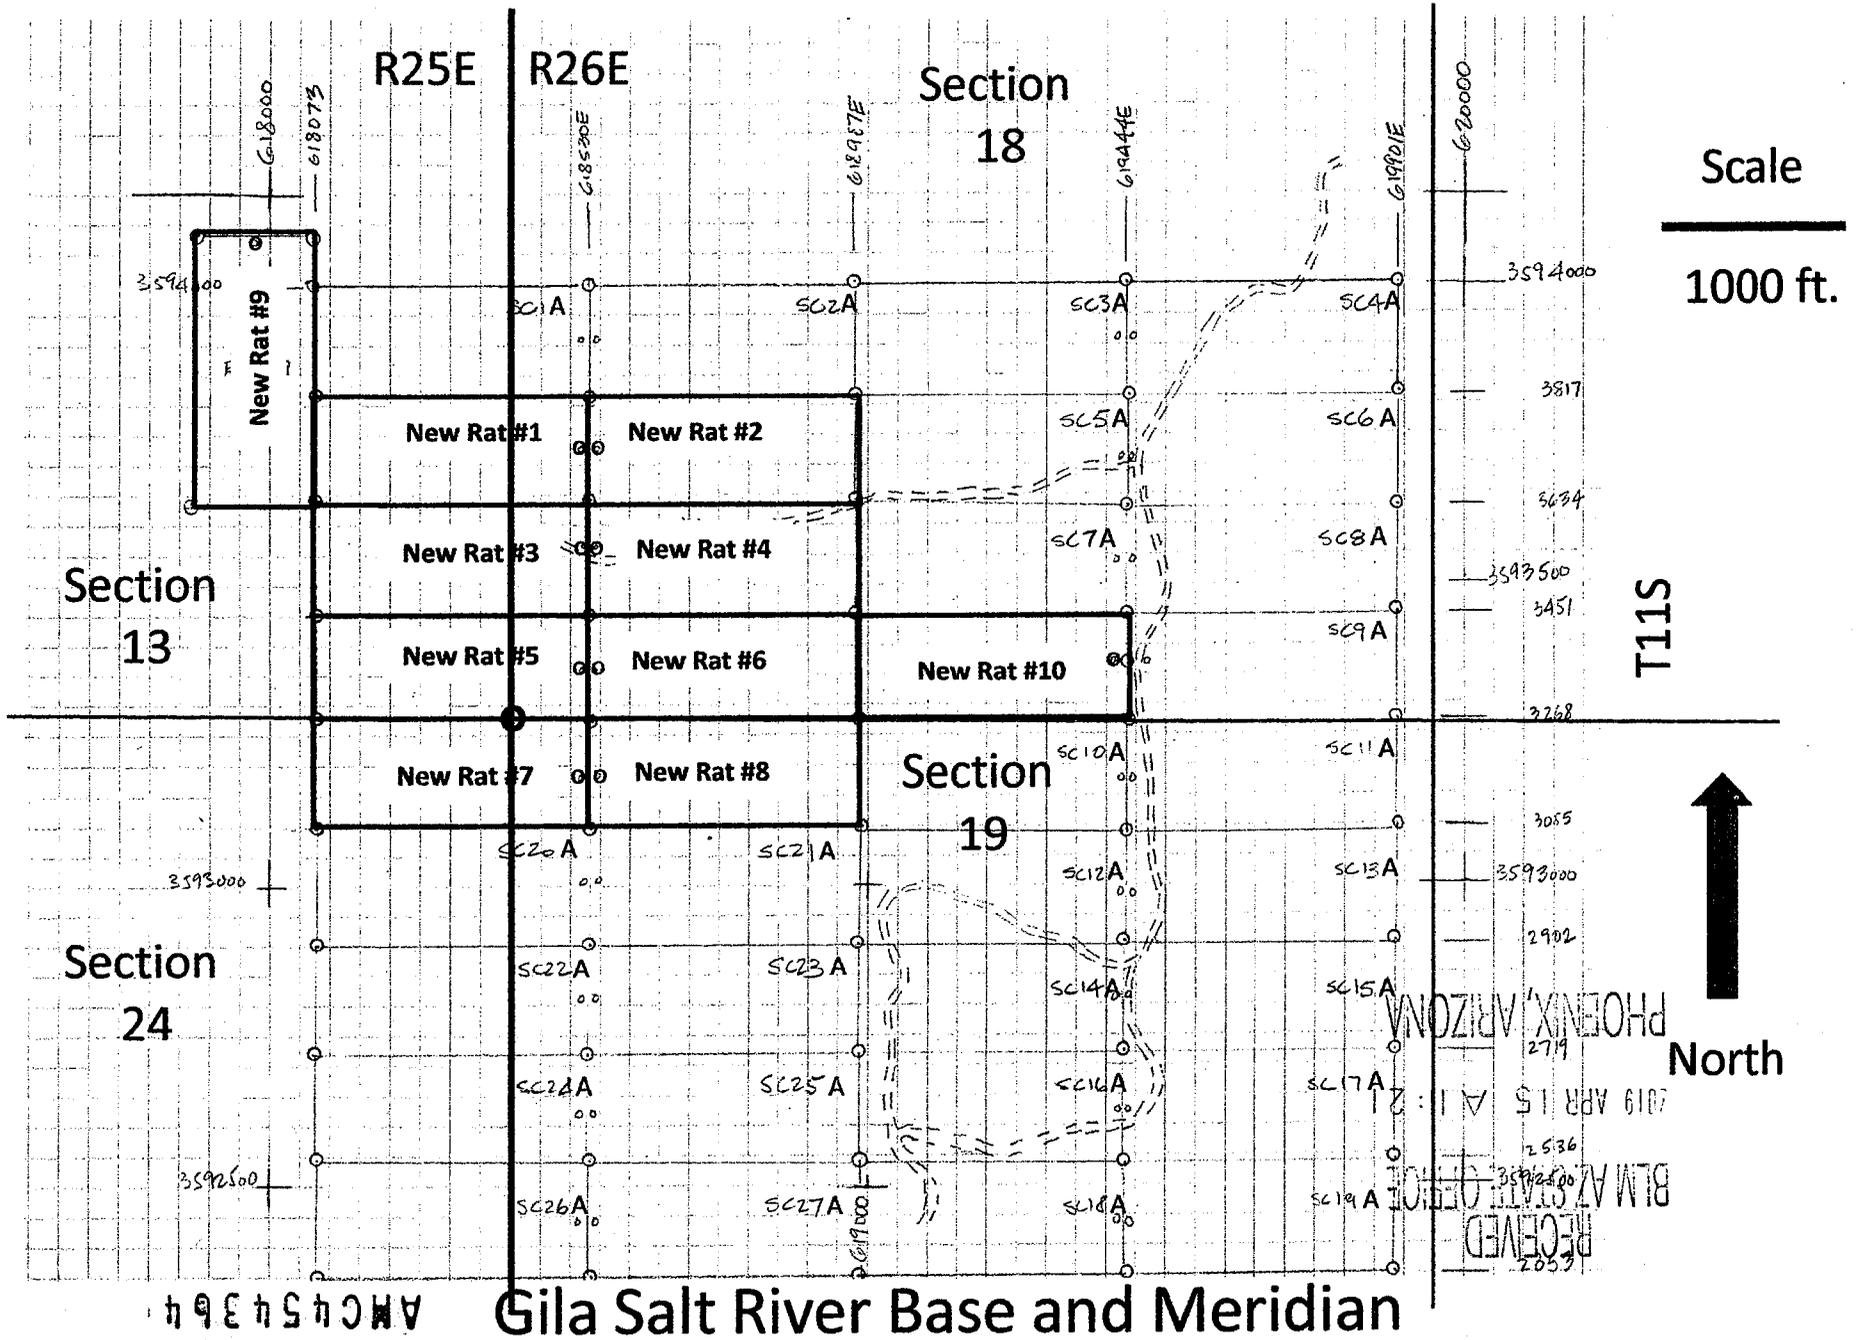 R25E
R26E
Section
18
618000
618073
618530E
618987E
619444E
619901E
620000
Scale
1000 ft.
3594000
SC1A
SC2A
SC3A
SC4A
3594000
New Rat #9
3817
New Rat #1
New Rat #2
SC5A
SC6A
3634
New Rat #3
New Rat #4
SC7A
SC8A
3593500
3451
T11S
Section
13
New Rat #5
New Rat #6
New Rat #10
SC9A
3268
New Rat #7
New Rat #8
Section
19
SC10A
SC11A
3085
SC20A
SC21A
SC12A
SC13A
3593000
3593000
2902
Section
24
SC22A
SC23A
SC14A
SC15A
PHOENIX, ARIZONA
2719
North
SC24A
SC25A
SC16A
SC17A
2019 APR 15 A 11: 21
2536
3592500
3592500
BLM AZ STATE OFFICE
SC26A
SC27A
SC18A
SC19A
619000
RECEIVED
AMC454364
Gila Salt River Base and Meridian